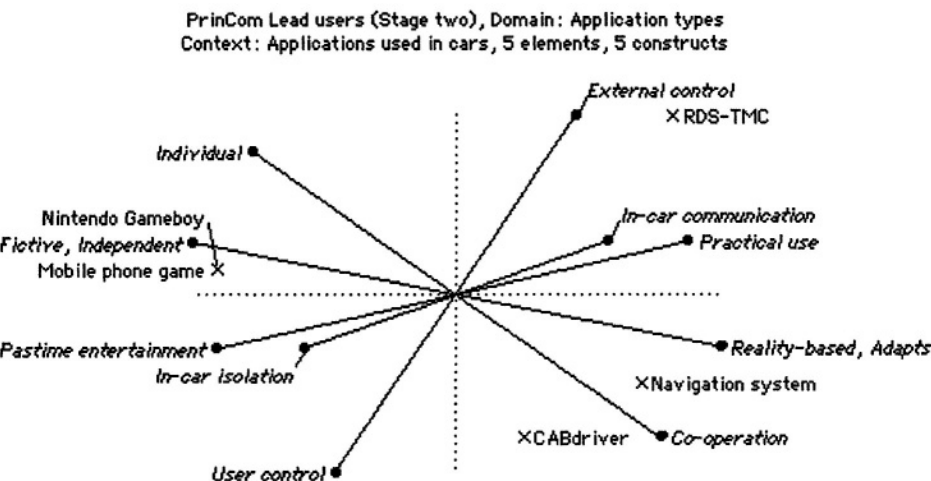 PrinCom Lead users (Stage two), Domain: Application types
Context: Applications used in cars, 5 elements, 5 constructs
External control
RDS-TMC
Individual
Nintendo Gameboy
In-car communication
Fictive, Independent
Practical use
Mobile phone game
Pastime entertainment
Reality-based, Adapts
In-car isolation
Navigation system
CABdriver
Co-operation
User control